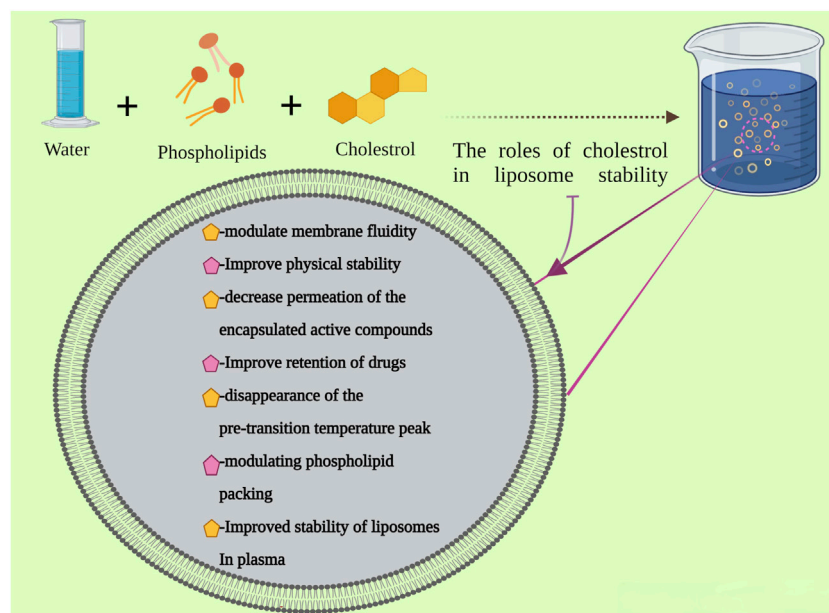 +
+
Water
Phospholipids
Cholestrol
The roles of cholestrol
in liposome stability
-modulate membrane fluidity
-Improve physical stability
-decrease permeation of the
encapsulated active compounds
-Improve retention of drugs
-disappearance of the
pre-transition temperature peak
-modulating phospholipid
packing
-Improved stability of liposomes
In plasma